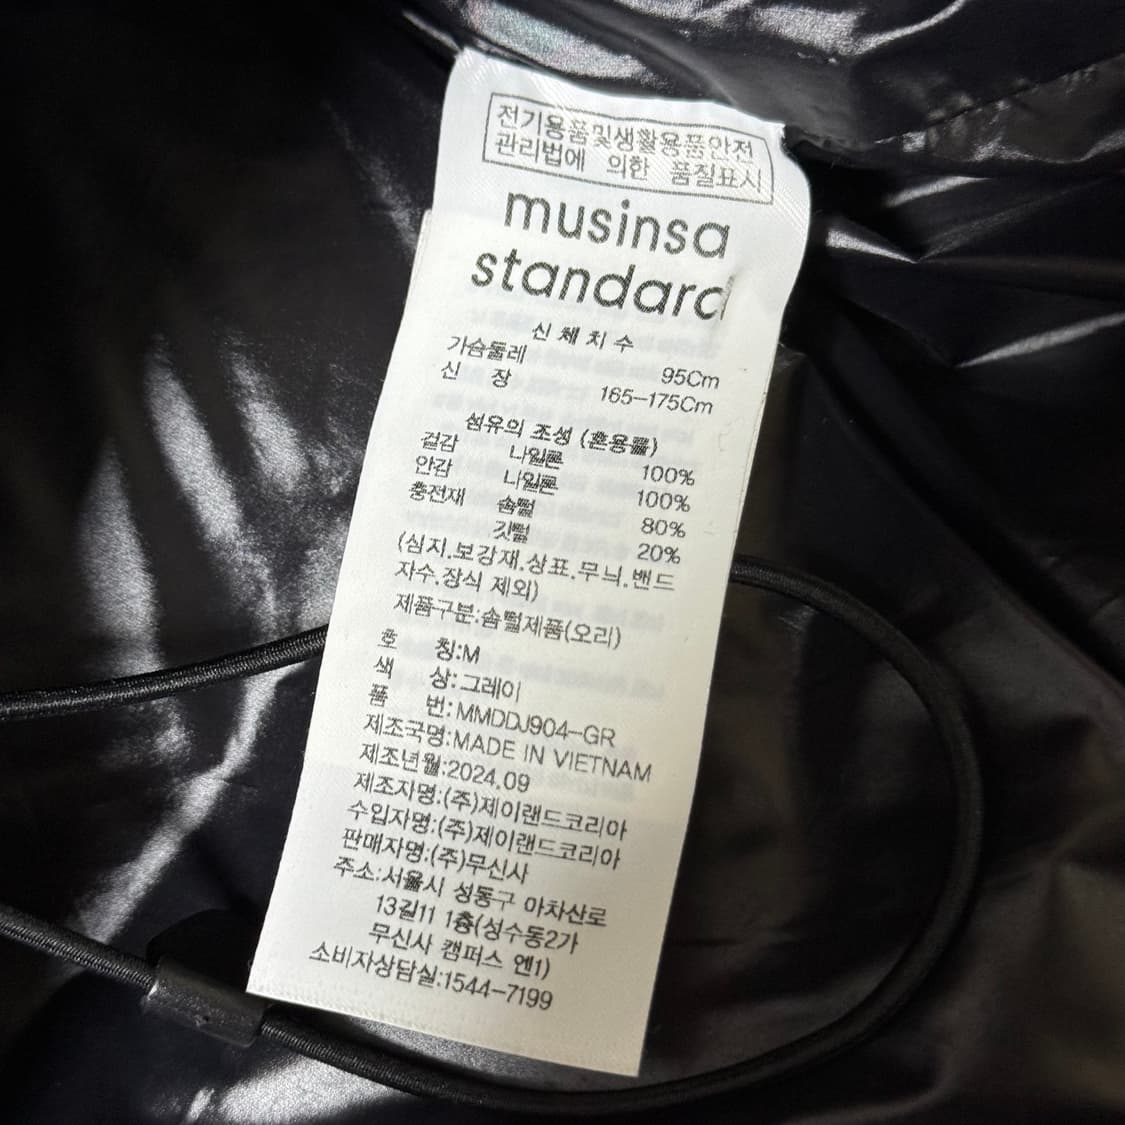 전기용품및생활용품안전
관리법에 의한 품질표시
musinsa
standard
신체치수
가슴둘레 95Cm
신 장 165-175Cm
섬유의 조성 (혼용률)
겉감 나일론 100%
안감 나일론 100%
충전재 솜털 80%
깃털 20%
(심지.보강재.상표.무늬.밴드
자수.장식 제외)
제품구분:솜털제품(오리)
호 칭:M
색 상:그레이
품 번:MMDDJ904-GR
제조국명:MADE IN VIETNAM
제조년월:2024.09
제조자명:(주)제이랜드코리아
수입자명:(주)제이랜드코리아
판매자명:(주)무신사
주소:서울시 성동구 아차산로
13길11 1층(성수동2가
무신사 캠퍼스 엔1)
소비자상담실:1544-7199